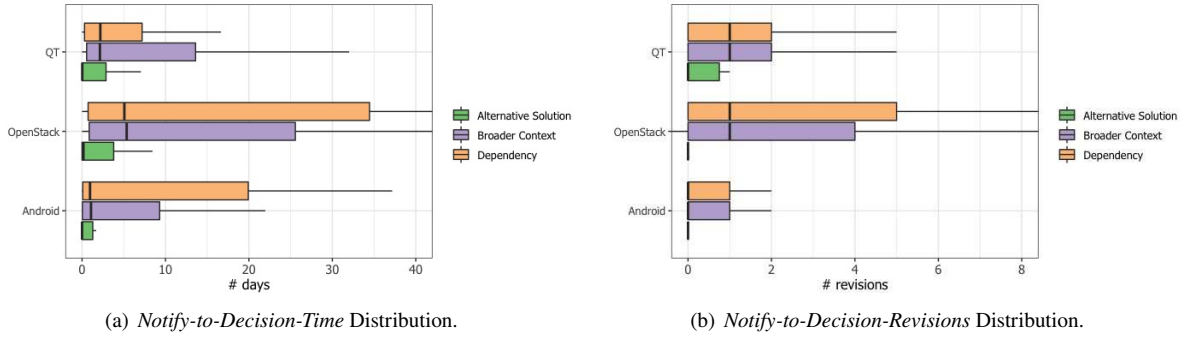 QT
OpenStack
Android
0
10
20
30
40
# days
Alternative Solution
Broader Context
Dependency
(a) Notify-to-Decision-Time Distribution.
QT
OpenStack
Android
0
2
4
6
8
# revisions
Alternative Solution
Broader Context
Dependency
(b) Notify-to-Decision-Revisions Distribution.